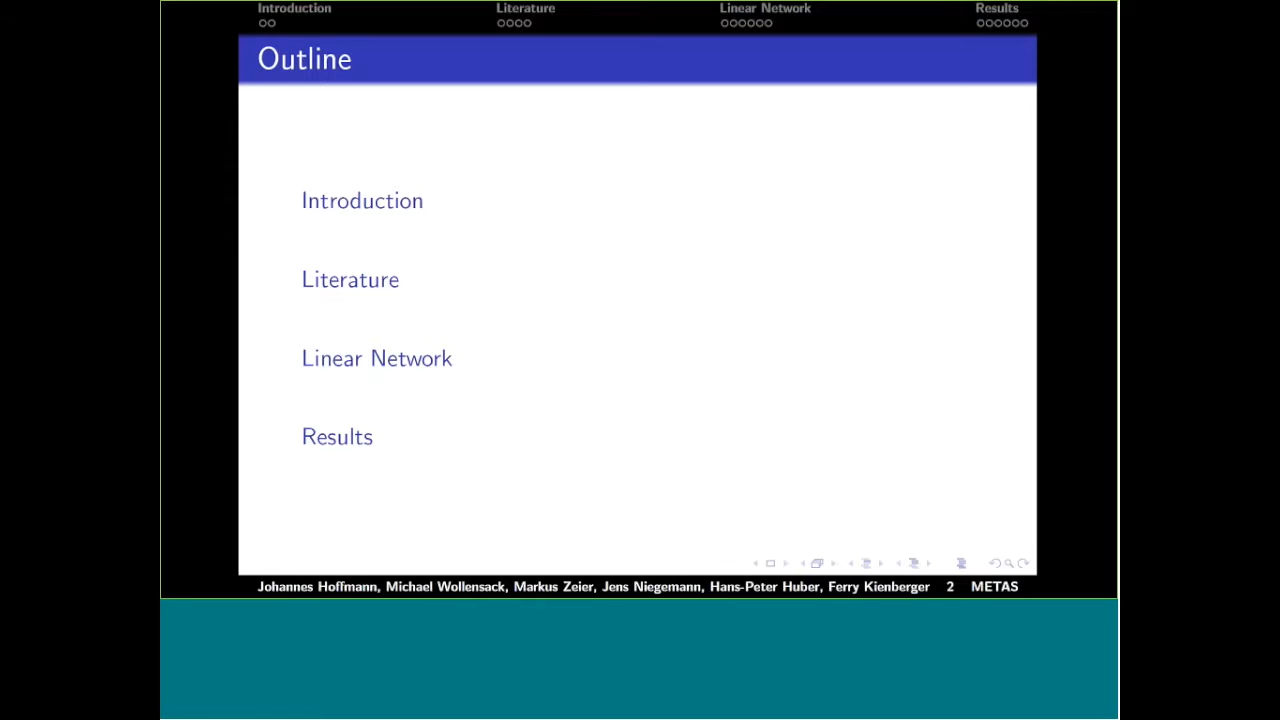 Introduction Literature Linear Network Results
Outline
Introduction
Literature
Linear Network
Results
Johannes Hoffmann, Michael Wollensack, Markus Zeier, Jens Niegemann, Hans-Peter Huber, Ferry Kienberger 2 METAS